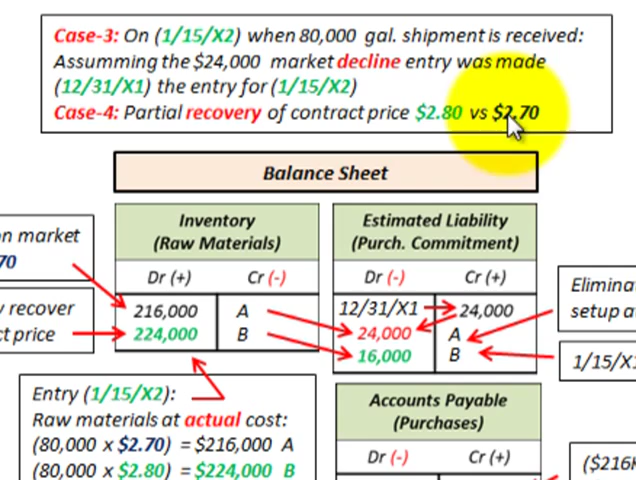 Case-3: On (1/15/X2) when 80,000 gal. shipment is received:
Assuming the $24,000 market decline entry was made
(12/31/X1) the entry for (1/15/X2)
Case-4: Partial recovery of contract price $2.80 vs $2.70
Balance Sheet
on market
70
recover
ct price
Inventory
(Raw Materials)
Dr (+) Cr (-)
216,000 A
224,000 B
Estimated Liability
(Purch. Commitment)
Dr (-) Cr (+)
12/31/X1 24,000
24,000 A
16,000 B
Eliminat
setup a
1/15/X1
Entry (1/15/X2):
Raw materials at actual cost:
(80,000 x $2.70) = $216,000 A
(80,000 x $2.80) = $224,000 B
Accounts Payable
(Purchases)
Dr (-) Cr (+)
($216K